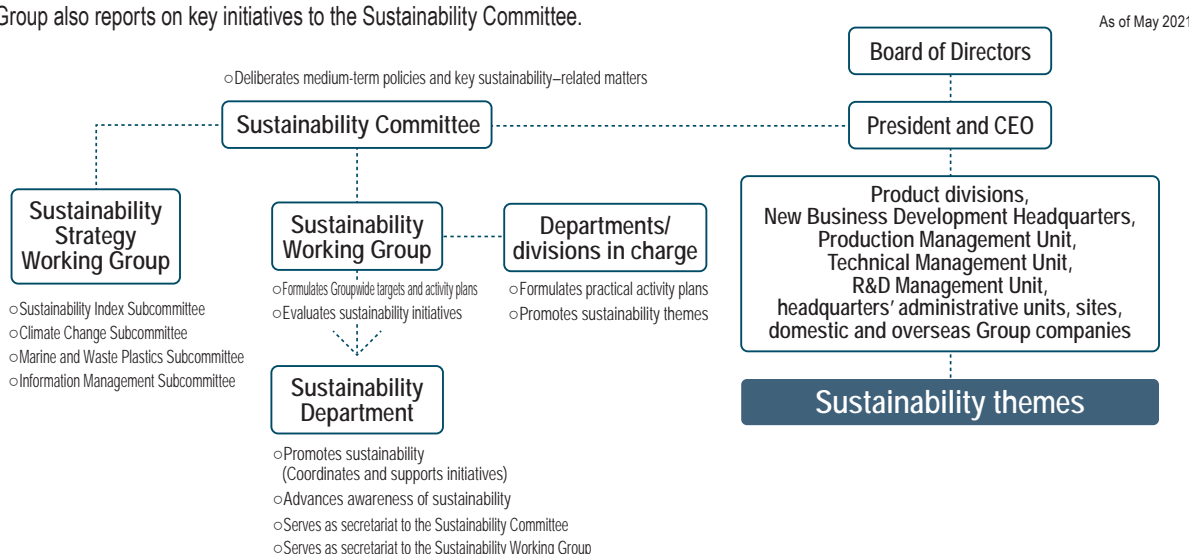 Group also reports on key initiatives to the Sustainability Committee.
As of May 2021
Board of Directors
○Deliberates medium-term policies and key sustainability–related matters
Sustainability Committee
President and CEO
Sustainability
Strategy
Working Group
○Sustainability Index Subcommittee
○Climate Change Subcommittee
○Marine and Waste Plastics Subcommittee
○Information Management Subcommittee
Sustainability
Working Group
○Formulates Groupwide targets and activity plans
○Evaluates sustainability initiatives
Departments/
divisions in charge
○Formulates practical activity plans
○Promotes sustainability themes
Product divisions,
New Business Development Headquarters,
Production Management Unit,
Technical Management Unit,
R&D Management Unit,
headquarters' administrative units, sites,
domestic and overseas Group companies
Sustainability themes
Sustainability
Department
○Promotes sustainability
(Coordinates and supports initiatives)
○Advances awareness of sustainability
○Serves as secretariat to the Sustainability Committee
○Serves as secretariat to the Sustainability Working Group